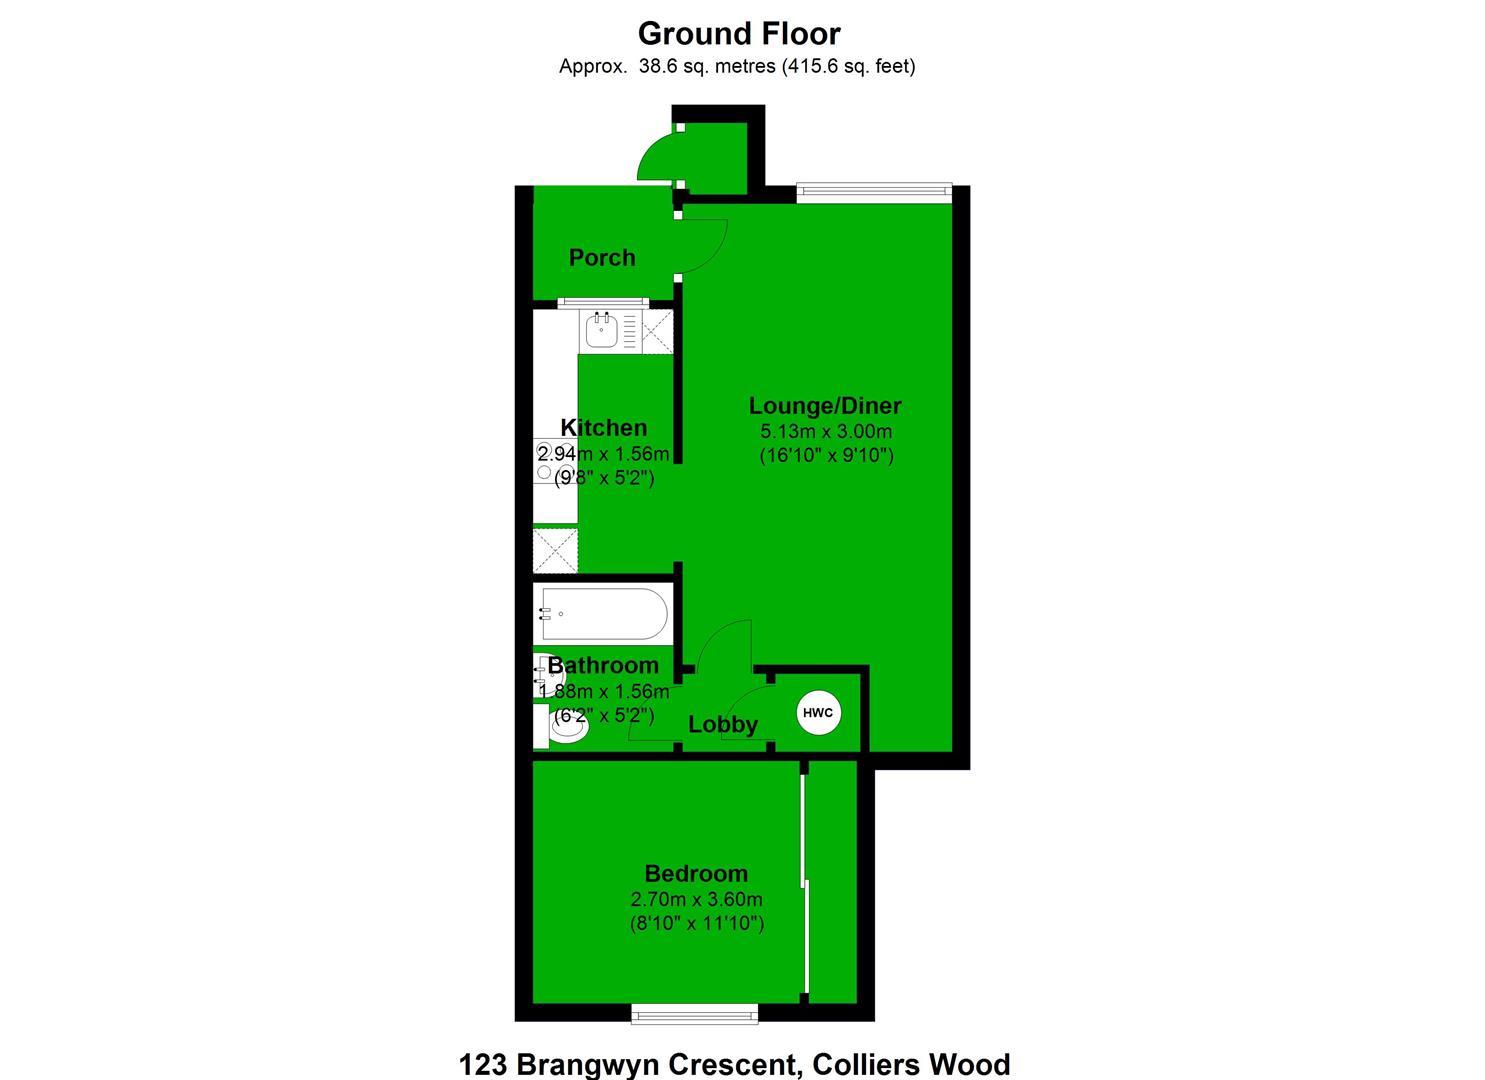 Ground Floor
Approx.  38.6 sq. metres (415.6 sq. feet)
Porch
Lounge/Diner
5.13m x 3.00m
(16'10" x 9'10")
Kitchen
2.94m x 1.56m
(9'8" x 5'2")
Bathroom
1.88m x 1.56m
(6'2" x 5'2")
Lobby
HWC
Bedroom
2.70m x 3.60m
(8'10" x 11'10")
123 Brangwyn Crescent, Colliers Wood